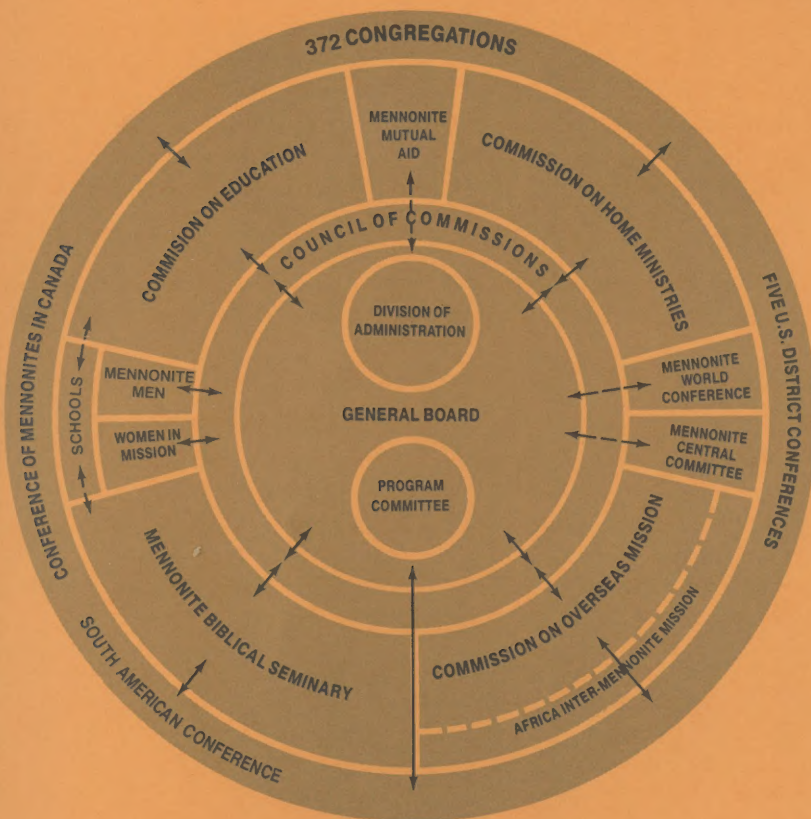 372 CONGREGATIONS
MENNONITE
MUTUAL
AID
COMMISION ON EDUCATION
COMMISSION ON HOME MINISTRIES
COUNCIL OF COMMISSIONS
DIVISION OF
ADMINISTRATION
CONFERENCE OF MENNONITES IN CANADA
FIVE U.S. DISTRICT CONFERENCES
SCHOOLS
MENNONITE
MEN
WOMEN IN
MISSION
GENERAL BOARD
MENNONITE
WORLD
CONFERENCE
MENNONITE
CENTRAL
COMMITTEE
PROGRAM
COMMITTEE
MENNONITE BIBLICAL SEMINARY
COMMISSION ON OVERSEAS MISSION
AFRICA INTER-MENNONITE MISSION
SOUTH AMERICAN CONFERENCE